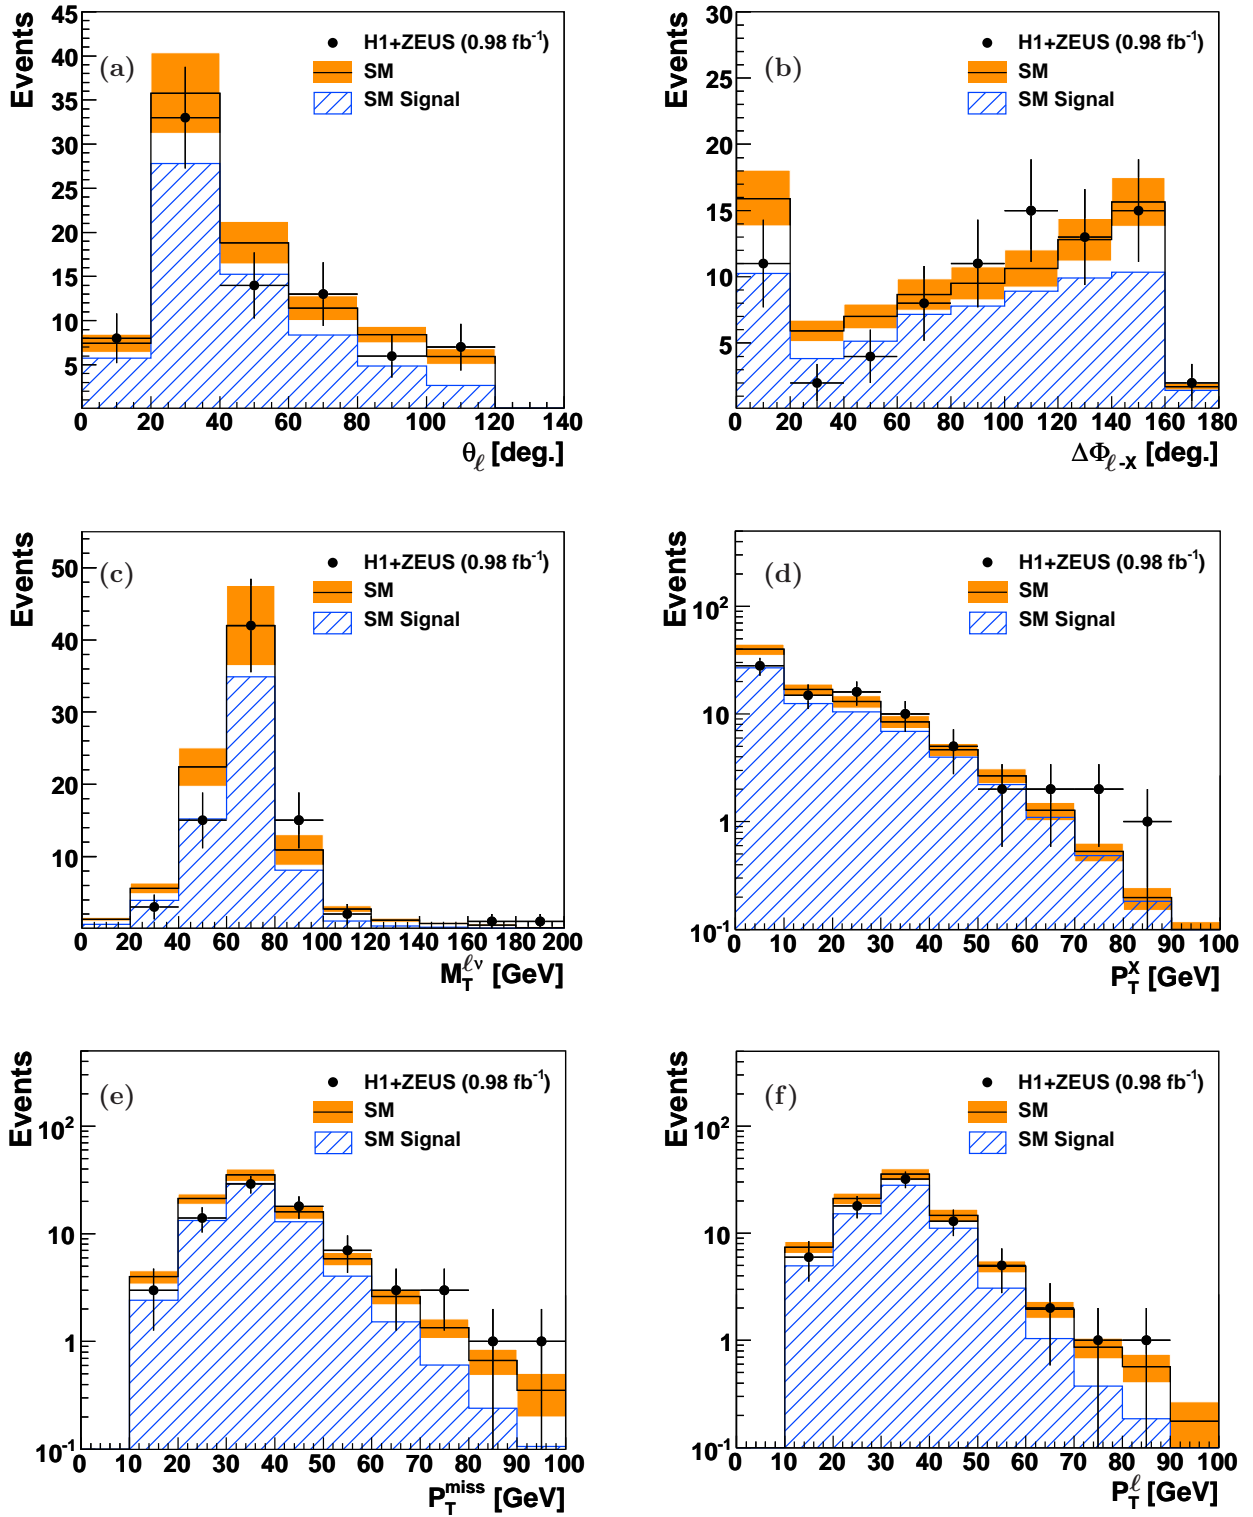 Events
45
40
35
30
25
20
15
10
5
(a)
H1+ZEUS (0.98 fb⁻¹)
SM
SM Signal
0 20 40 60 80 100 120 140
θ_ℓ [deg.]
Events
30
25
20
15
10
5
(b)
H1+ZEUS (0.98 fb⁻¹)
SM
SM Signal
0 20 40 60 80 100 120 140 160 180
ΔΦ_ℓ-X [deg.]
Events
50
40
30
20
10
(c)
H1+ZEUS (0.98 fb⁻¹)
SM
SM Signal
0 20 40 60 80 100 120 140 160 180 200
M_T^ℓν [GeV]
Events
10²
10
1
10⁻¹
(d)
H1+ZEUS (0.98 fb⁻¹)
SM
SM Signal
0 10 20 30 40 50 60 70 80 90 100
P_T^X [GeV]
Events
10²
10
1
10⁻¹
(e)
H1+ZEUS (0.98 fb⁻¹)
SM
SM Signal
0 10 20 30 40 50 60 70 80 90 100
P_T^miss [GeV]
Events
10²
10
1
10⁻¹
(f)
H1+ZEUS (0.98 fb⁻¹)
SM
SM Signal
0 10 20 30 40 50 60 70 80 90 100
P_T^ℓ [GeV]